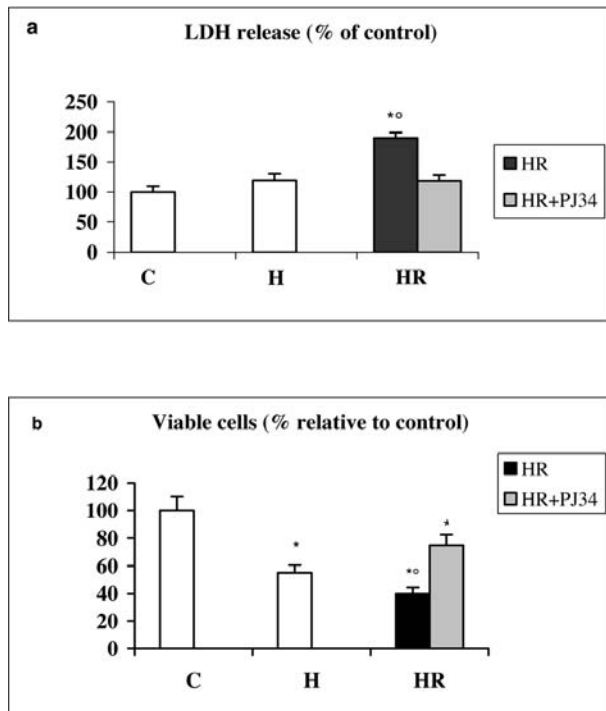 a
LDH release (% of control)
250
200
150
100
50
0
*°
C
H
HR
HR
HR+PJ34
b
Viable cells (% relative to control)
120
100
80
60
40
20
0
*
*°
*
C
H
HR
HR
HR+PJ34